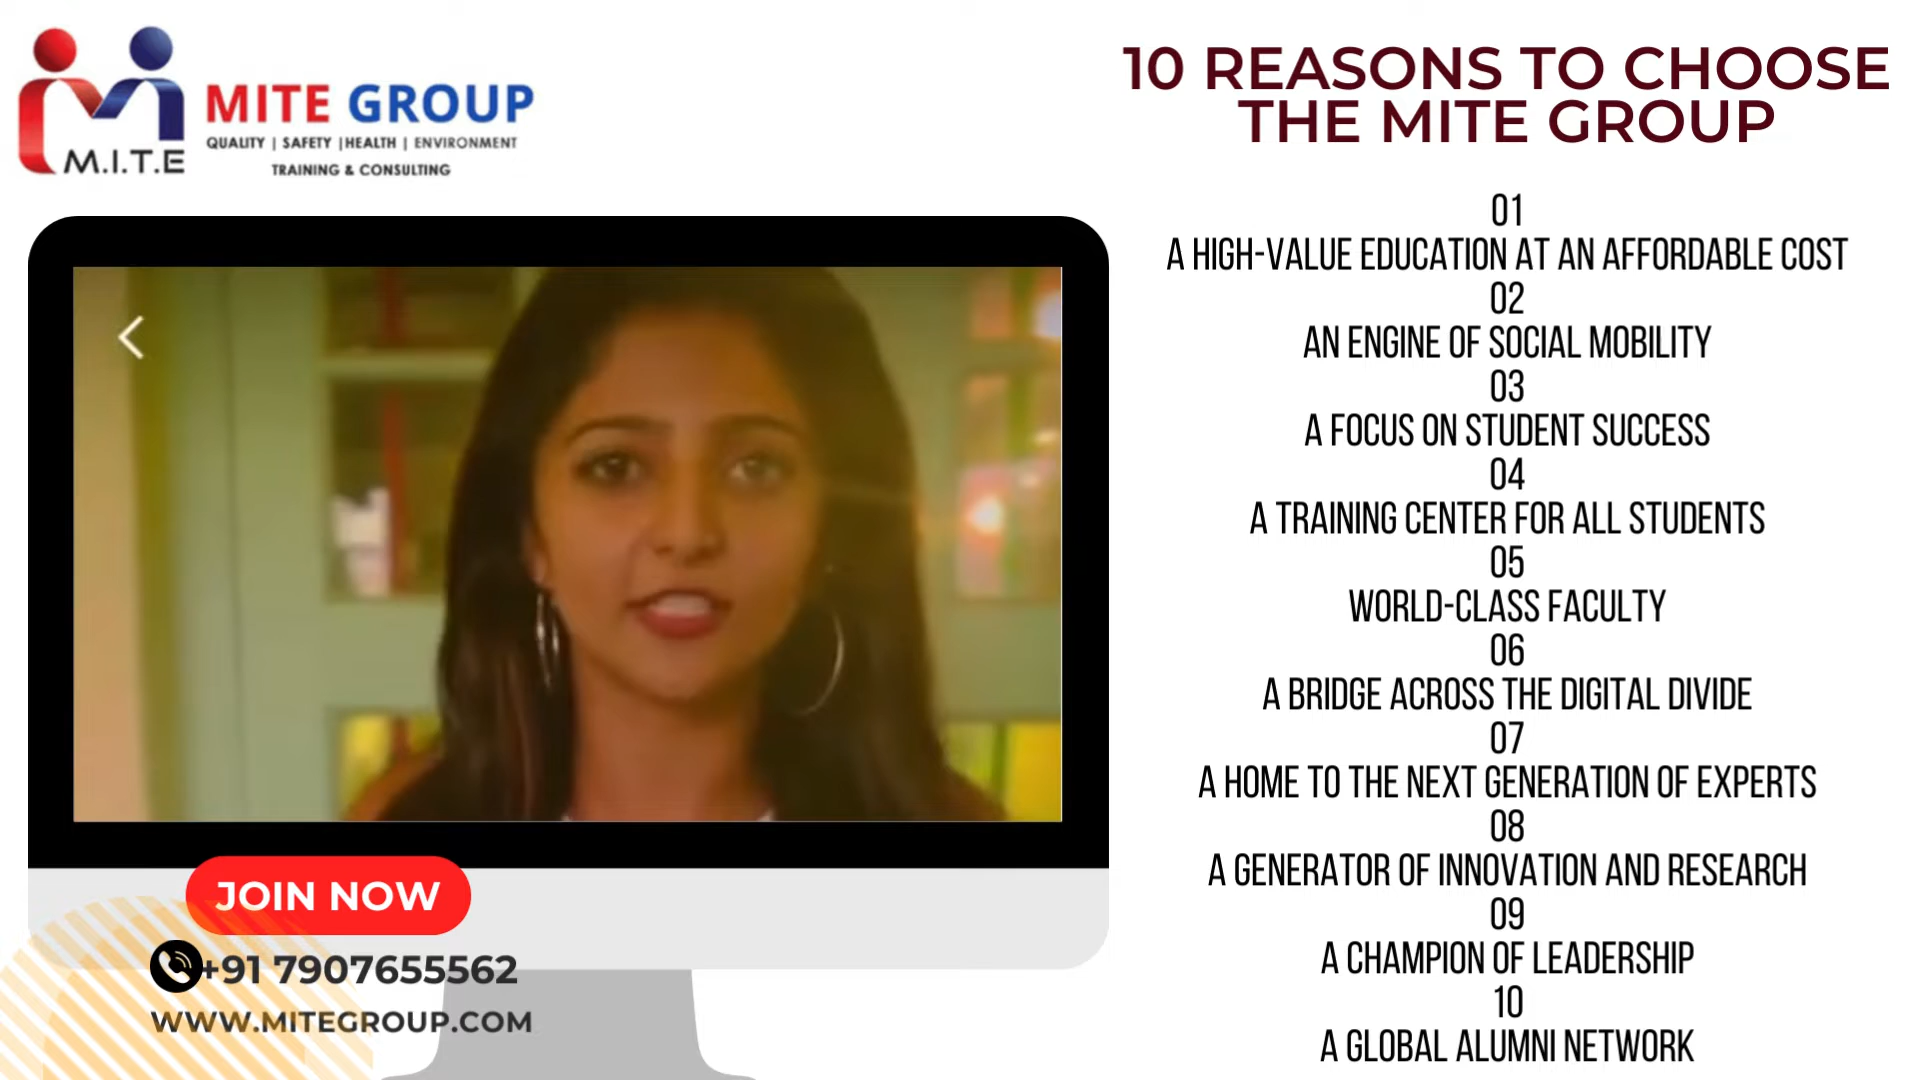 M.I.T.E
MITE GROUP
QUALITY | SAFETY |HEALTH | ENVIRONMENT
TRAINING & CONSULTING
10 REASONS TO CHOOSE
THE MITE GROUP
01
A HIGH-VALUE EDUCATION AT AN AFFORDABLE COST
02
AN ENGINE OF SOCIAL MOBILITY
03
A FOCUS ON STUDENT SUCCESS
04
A TRAINING CENTER FOR ALL STUDENTS
05
WORLD-CLASS FACULTY
06
A BRIDGE ACROSS THE DIGITAL DIVIDE
07
A HOME TO THE NEXT GENERATION OF EXPERTS
08
A GENERATOR OF INNOVATION AND RESEARCH
09
A CHAMPION OF LEADERSHIP
10
A GLOBAL ALUMNI NETWORK
JOIN NOW
+91 7907655562
WWW.MITEGROUP.COM